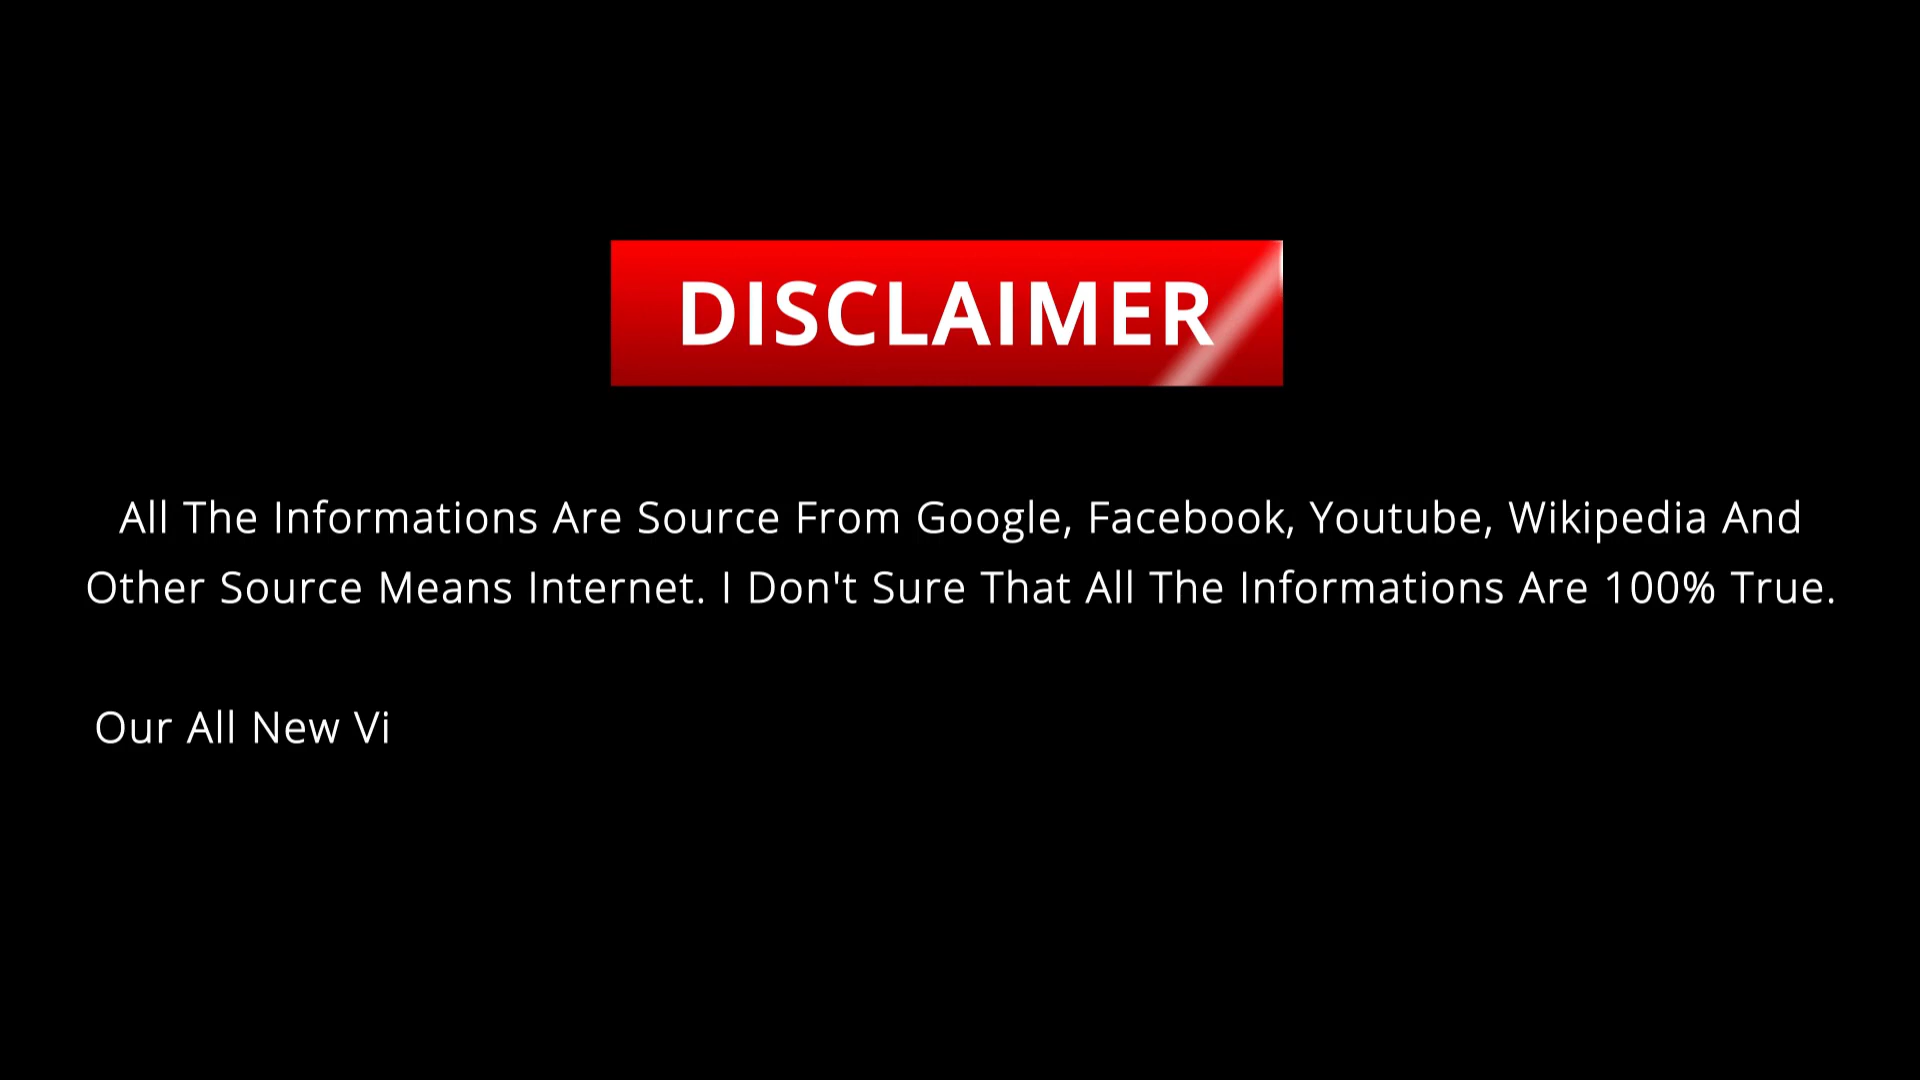 DISCLAIMER
All The Informations Are Source From Google, Facebook, Youtube, Wikipedia And
Other Source Means Internet. I Don't Sure That All The Informations Are 100% True.
Our All New Vi